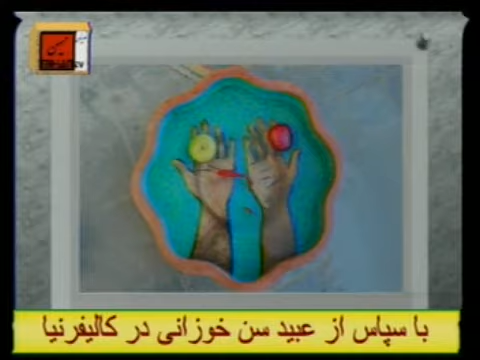 با سپاس از عبید سن خوزانی در کالیفرنیا